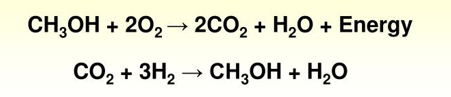 CH₃OH + 2O₂ → 2CO₂ + H₂O + Energy
CO₂ + 3H₂ → CH₃OH + H₂O